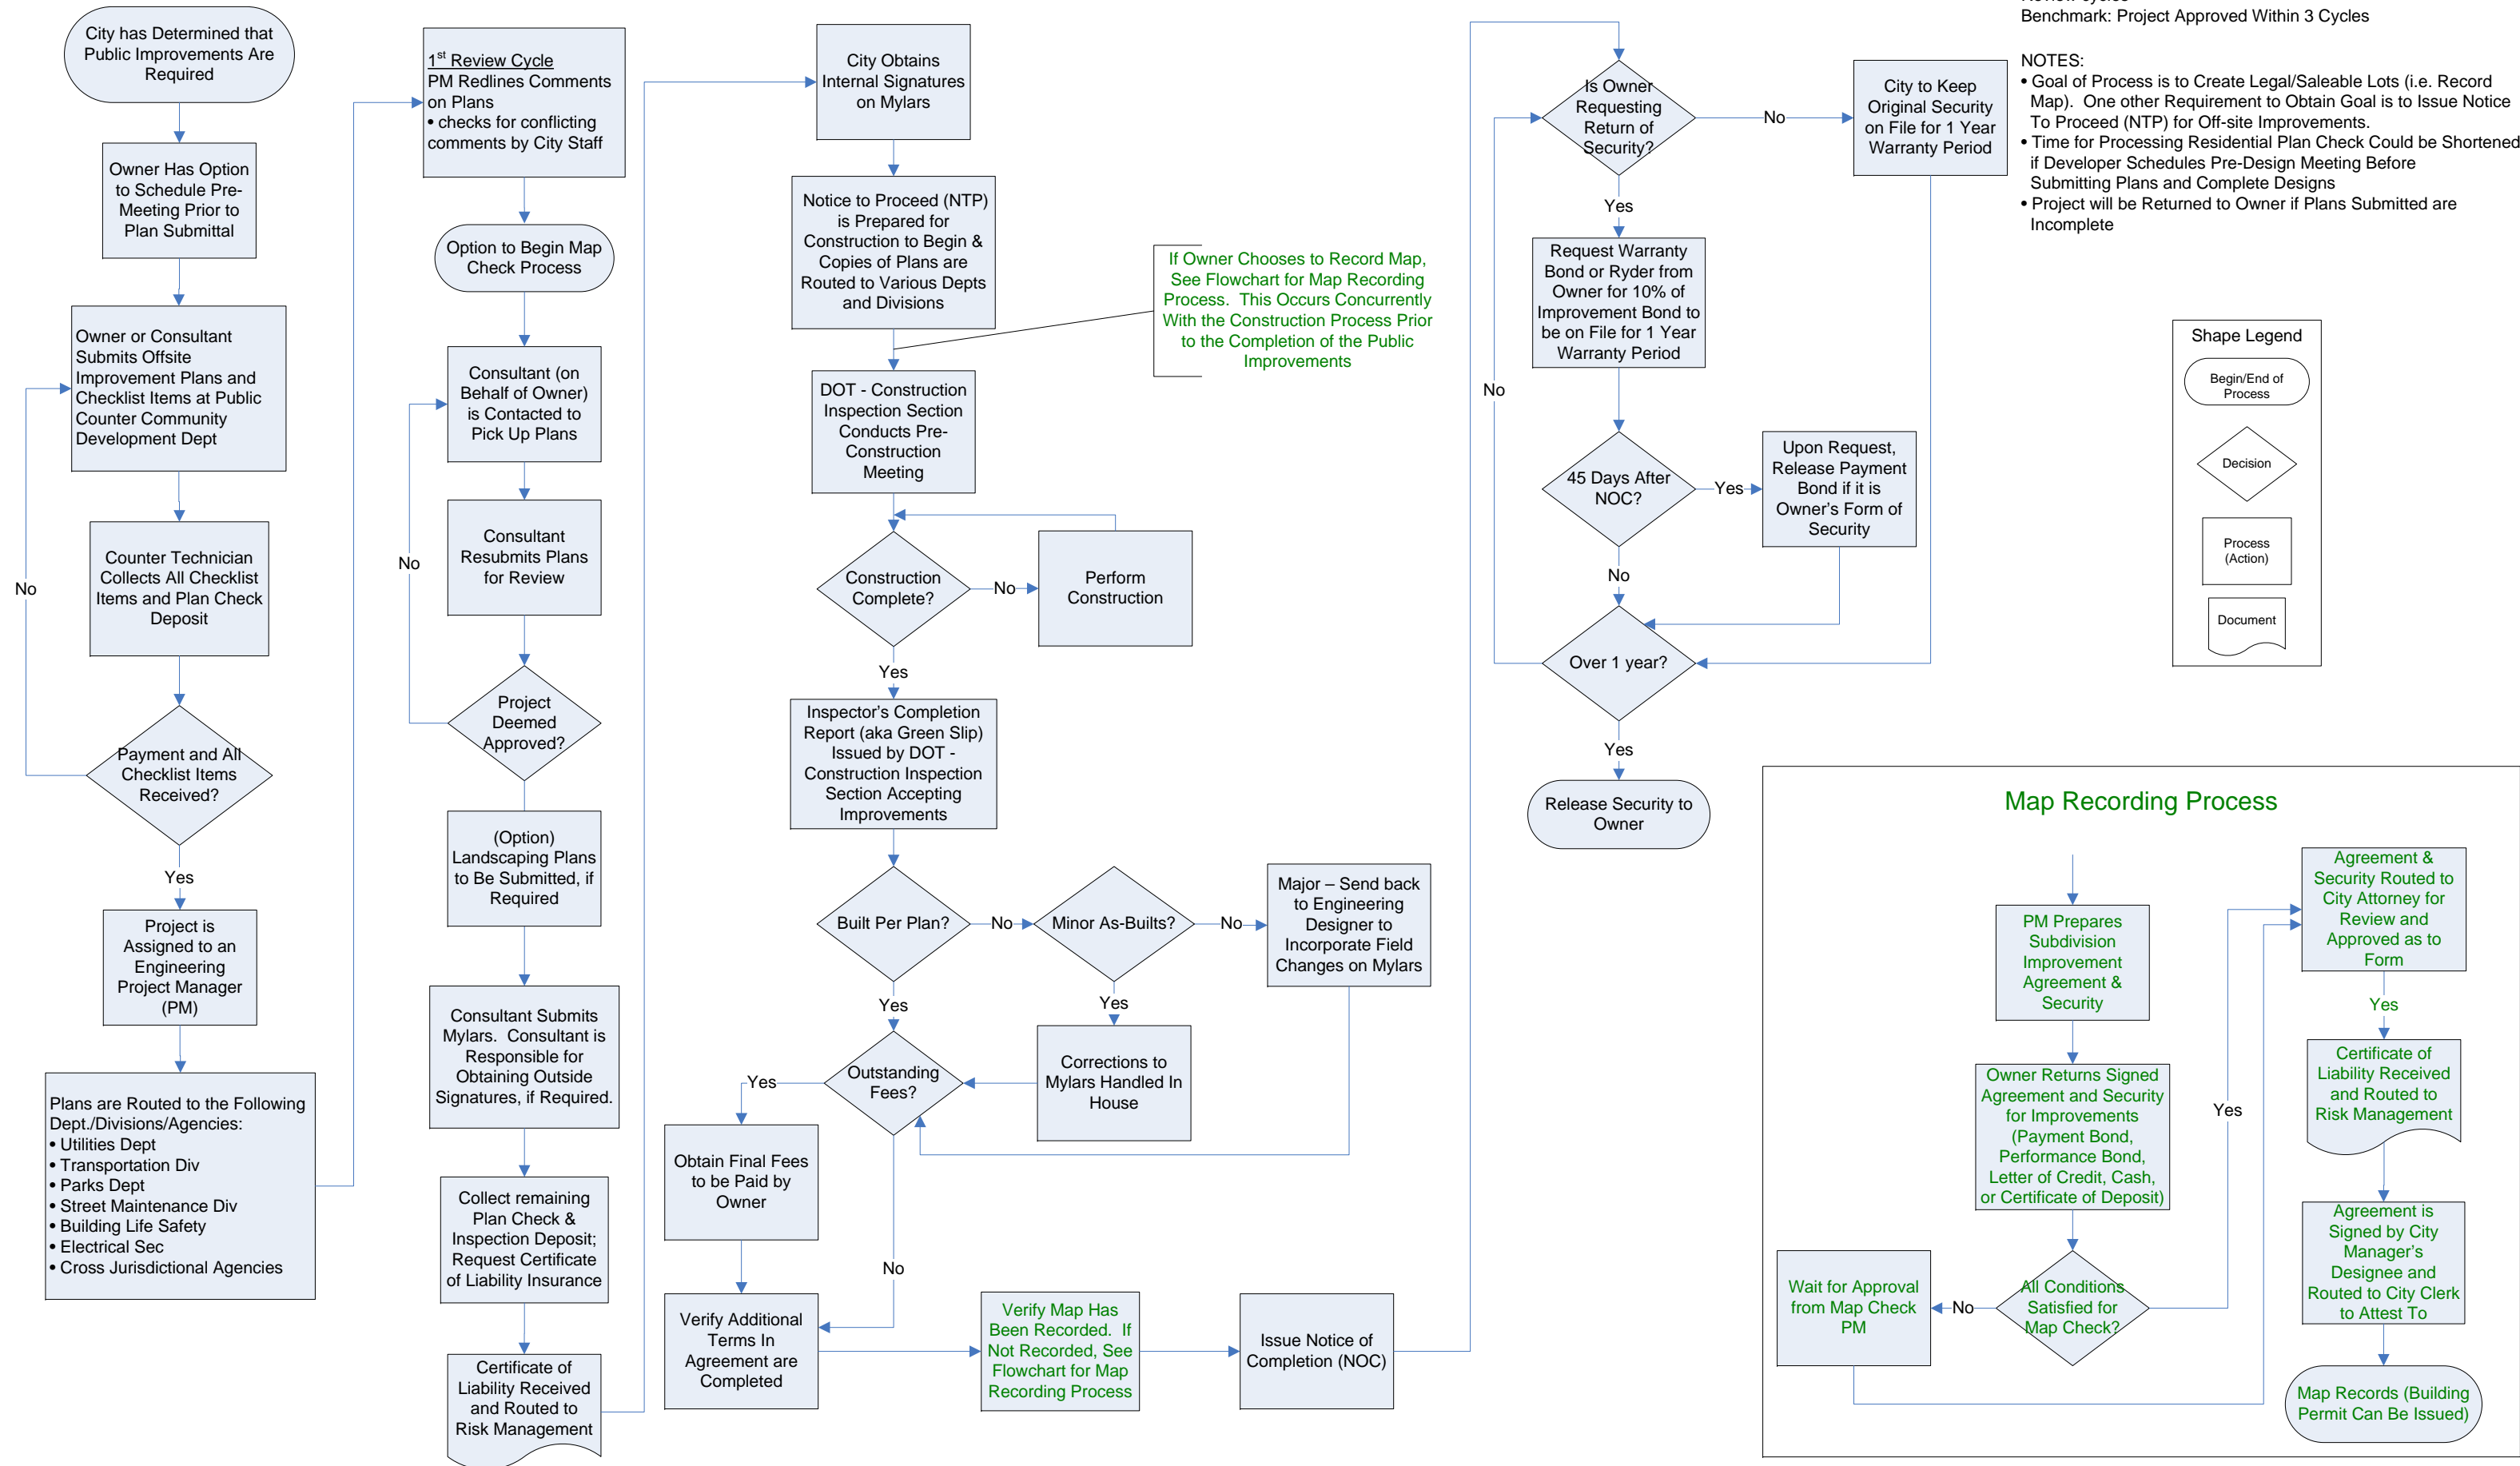 City has Determined that
Public Improvements Are
Required
Owner Has Option
to Schedule Pre-
Meeting Prior to
Plan Submittal
Owner or Consultant
Submits Offsite
Improvement Plans and
Checklist Items at Public
Counter Community
Development Dept
Counter Technician
Collects All Checklist
Items and Plan Check
Deposit
No
Payment and All
Checklist Items
Received?
Yes
Project is
Assigned to an
Engineering
Project Manager
(PM)
Plans are Routed to the Following
Dept./Divisions/Agencies:
• Utilities Dept
• Transportation Div
• Parks Dept
• Street Maintenance Div
• Building Life Safety
• Electrical Sec
• Cross Jurisdictional Agencies
1st Review Cycle
PM Redlines Comments
on Plans
• checks for conflicting
comments by City Staff
Option to Begin Map
Check Process
Consultant (on
Behalf of Owner)
is Contacted to
Pick Up Plans
Consultant
Resubmits Plans
for Review
No
Project
Deemed
Approved?
(Option)
Landscaping Plans
to Be Submitted, if
Required
Consultant Submits
Mylars. Consultant is
Responsible for
Obtaining Outside
Signatures, if Required.
Collect remaining
Plan Check &
Inspection Deposit;
Request Certificate
of Liability Insurance
Certificate of
Liability Received
and Routed to
Risk Management
City Obtains
Internal Signatures
on Mylars
Notice to Proceed (NTP)
is Prepared for
Construction to Begin &
Copies of Plans are
Routed to Various Depts
and Divisions
If Owner Chooses to Record Map,
See Flowchart for Map Recording
Process. This Occurs Concurrently
With the Construction Process Prior
to the Completion of the Public
Improvements
DOT - Construction
Inspection Section
Conducts Pre-
Construction
Meeting
Construction
Complete?
No
Perform
Construction
Yes
Inspector's Completion
Report (aka Green Slip)
Issued by DOT -
Construction Inspection
Section Accepting
Improvements
Built Per Plan?
No
Minor As-Builts?
No
Major – Send back
to Engineering
Designer to
Incorporate Field
Changes on Mylars
Yes
Yes
Outstanding
Fees?
Corrections to
Mylars Handled In
House
Yes
Obtain Final Fees
to be Paid by
Owner
No
Verify Additional
Terms In
Agreement are
Completed
Verify Map Has
Been Recorded. If
Not Recorded, See
Flowchart for Map
Recording Process
Issue Notice of
Completion (NOC)
Is Owner
Requesting
Return of
Security?
No
City to Keep
Original Security
on File for 1 Year
Warranty Period
Yes
Request Warranty
Bond or Ryder from
Owner for 10% of
Improvement Bond to
be on File for 1 Year
Warranty Period
No
45 Days After
NOC?
Yes
Upon Request,
Release Payment
Bond if it is
Owner's Form of
Security
No
Over 1 year?
Yes
Release Security to
Owner
Benchmark: Project Approved Within 3 Cycles
NOTES:
• Goal of Process is to Create Legal/Saleable Lots (i.e. Record
Map). One other Requirement to Obtain Goal is to Issue Notice
To Proceed (NTP) for Off-site Improvements.
• Time for Processing Residential Plan Check Could be Shortened
if Developer Schedules Pre-Design Meeting Before
Submitting Plans and Complete Designs
• Project will be Returned to Owner if Plans Submitted are
Incomplete
Shape Legend
Begin/End of
Process
Decision
Process
(Action)
Document
Map Recording Process
PM Prepares
Subdivision
Improvement
Agreement &
Security
Owner Returns Signed
Agreement and Security
for Improvements
(Payment Bond,
Performance Bond,
Letter of Credit, Cash,
or Certificate of Deposit)
All Conditions
Satisfied for
Map Check?
No
Wait for Approval
from Map Check
PM
Yes
Agreement &
Security Routed to
City Attorney for
Review and
Approved as to
Form
Yes
Certificate of
Liability Received
and Routed to
Risk Management
Agreement is
Signed by City
Manager's
Designee and
Routed to City Clerk
to Attest To
Map Records (Building
Permit Can Be Issued)